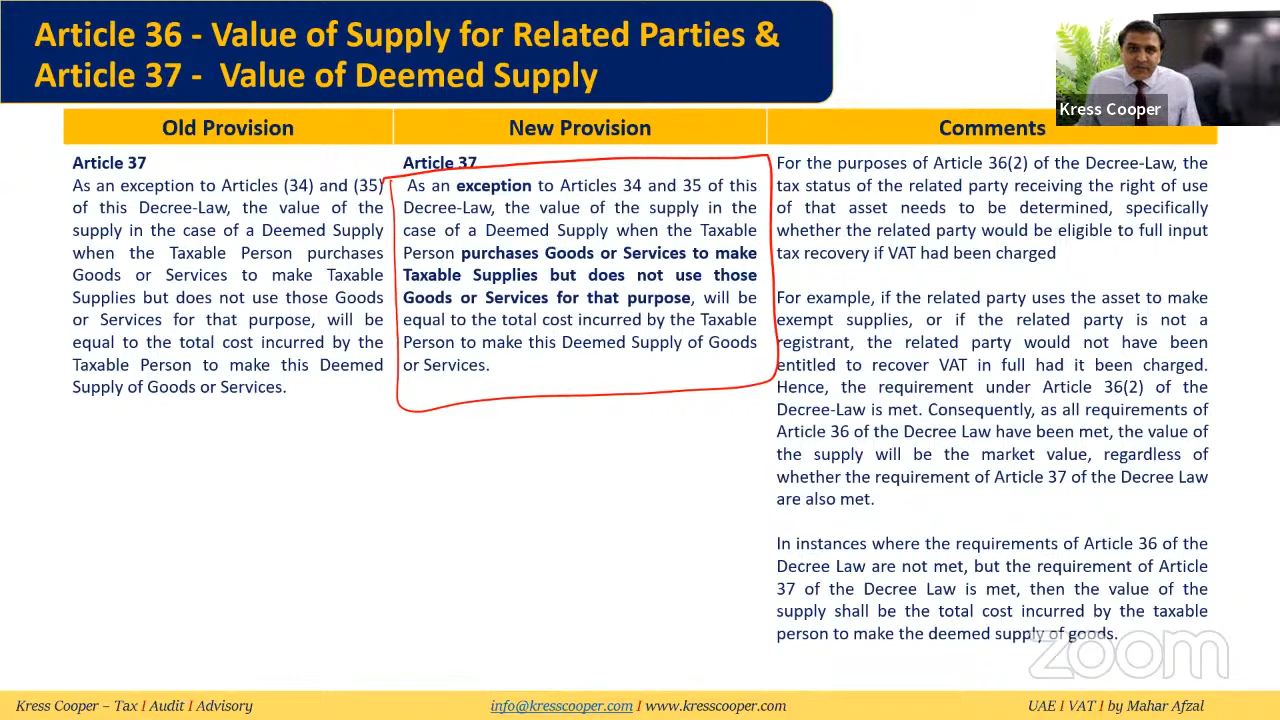 Article 36 - Value of Supply for Related Parties &
Article 37 -  Value of Deemed Supply
Kress Cooper
Old Provision
New Provision
Comments
Article 37
As an exception to Articles (34) and (35)
of this Decree-Law, the value of the
supply in the case of a Deemed Supply
when the Taxable Person purchases
Goods or Services to make Taxable
Supplies but does not use those Goods
or Services for that purpose, will be
equal to the total cost incurred by the
Taxable Person to make this Deemed
Supply of Goods or Services.
Article 37
As an exception to Articles 34 and 35 of this
Decree-Law, the value of the supply in the
case of a Deemed Supply when the Taxable
Person purchases Goods or Services to make
Taxable Supplies but does not use those
Goods or Services for that purpose, will be
equal to the total cost incurred by the Taxable
Person to make this Deemed Supply of Goods
or Services.
For the purposes of Article 36(2) of the Decree-Law, the
tax status of the related party receiving the right of use
of that asset needs to be determined, specifically
whether the related party would be eligible to full input
tax recovery if VAT had been charged
For example, if the related party uses the asset to make
exempt supplies, or if the related party is not a
registrant, the related party would not have been
entitled to recover VAT in full had it been charged.
Hence, the requirement under Article 36(2) of the
Decree-Law is met. Consequently, as all requirements of
Article 36 of the Decree Law have been met, the value of
the supply will be the market value, regardless of
whether the requirement of Article 37 of the Decree Law
are also met.
In instances where the requirements of Article 36 of the
Decree Law are not met, but the requirement of Article
37 of the Decree Law is met, then the value of the
supply shall be the total cost incurred by the taxable
person to make the deemed supply of goods.
zoom
Kress Cooper – Tax I Audit I Advisory
info@kresscooper.com I www.kresscooper.com
UAE I VAT I by Mahar Afzal